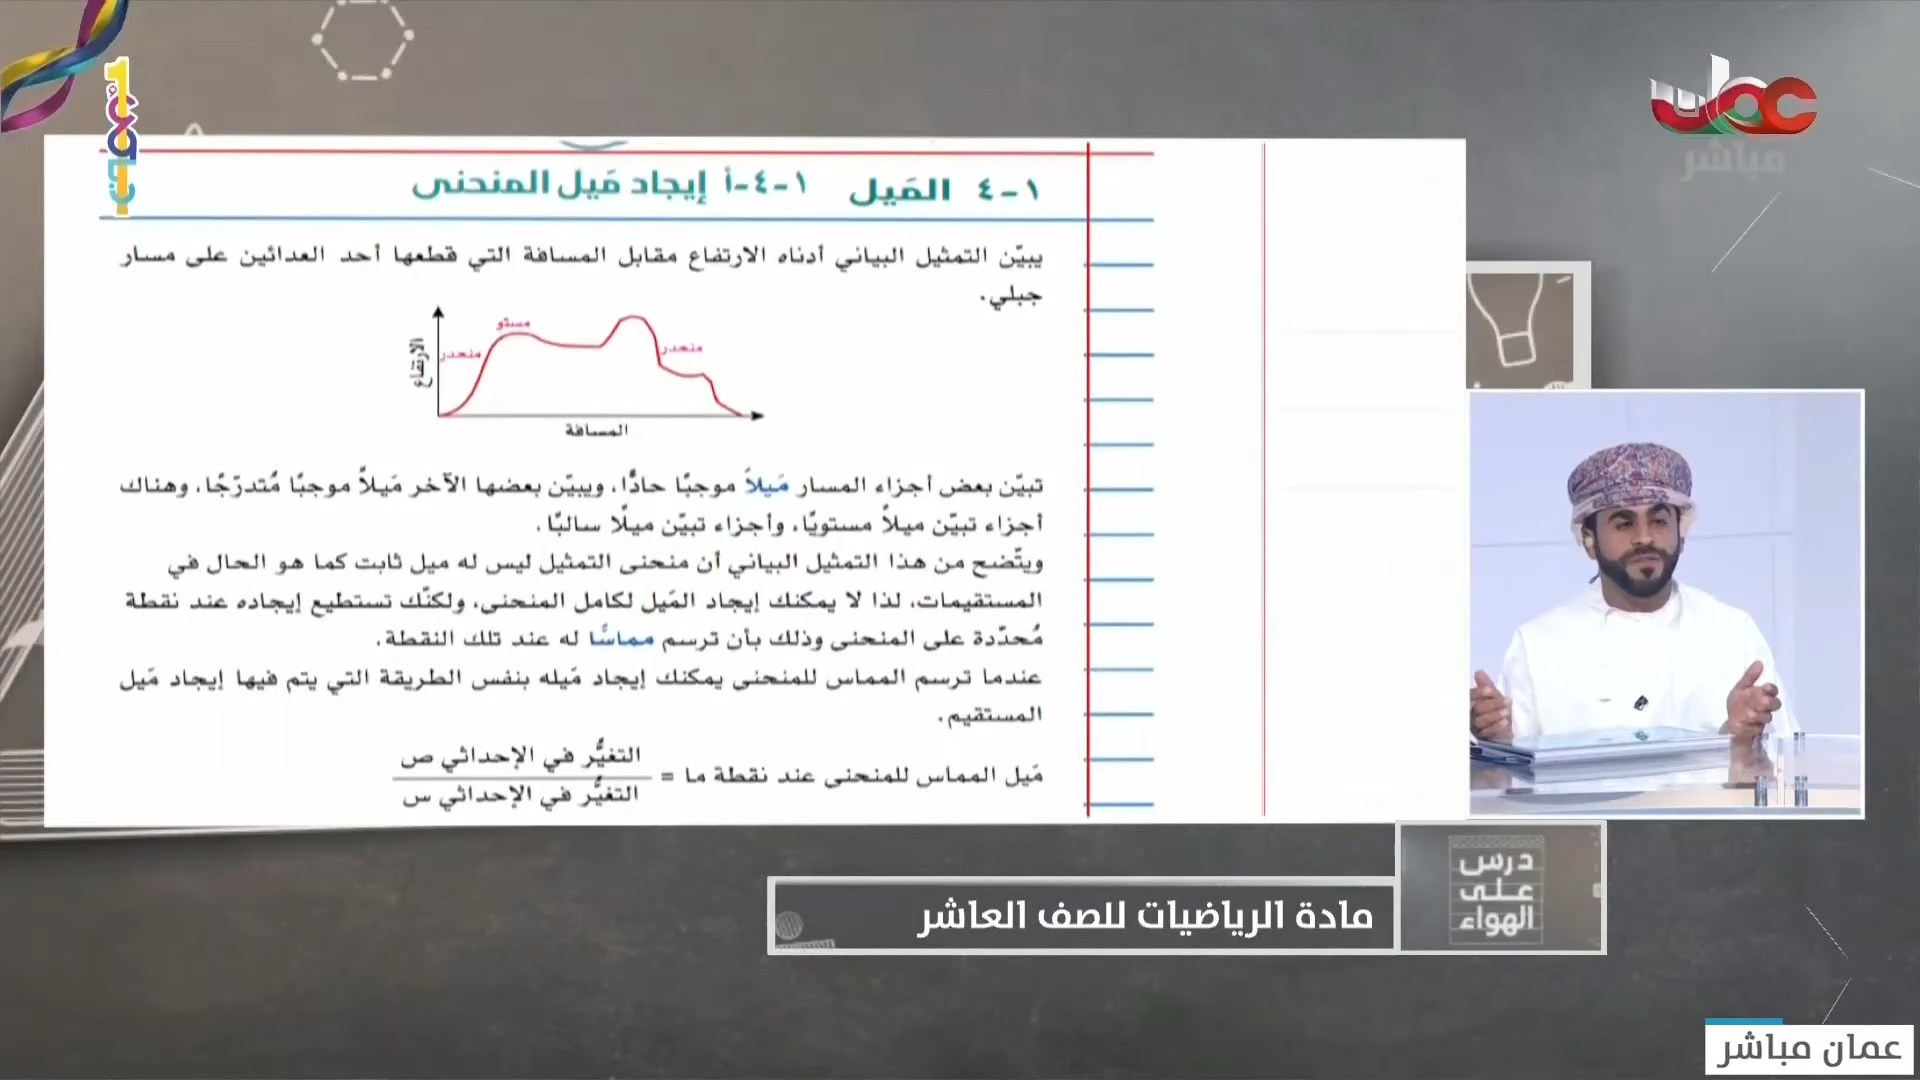 عمان
مباشر
١-٤ المَيل ١-٤-أ إيجاد مَيل المنحنى
يبيّن التمثيل البياني أدناه الارتفاع مقابل المسافة التي قطعها أحد العدائين على مسار
جبلي.
مستو
منحدر
منحدر
الارتفاع
المسافة
تبيّن بعض أجزاء المسار مَيلاً موجبًا حادًّا، ويبيّن بعضها الآخر مَيلاً موجبًا مُتدرّجًا، وهناك
أجزاء تبيّن ميلاً مستويًا، وأجزاء تبيّن ميلًا سالبًا.
ويتّضح من هذا التمثيل البياني أن منحنى التمثيل ليس له ميل ثابت كما هو الحال في
المستقيمات، لذا لا يمكنك إيجاد المَيل لكامل المنحنى، ولكنّك تستطيع إيجاده عند نقطة
مُحدّدة على المنحنى وذلك بأن ترسم مماسًّا له عند تلك النقطة.
عندما ترسم المماس للمنحنى يمكنك إيجاد مَيله بنفس الطريقة التي يتم فيها إيجاد مَيل
المستقيم.
مَيل المماس للمنحنى عند نقطة ما =
التغيُّر في الإحداثي ص
التغيُّر في الإحداثي س
درس
على
الهواء
مادة الرياضيات للصف العاشر
عمان مباشر